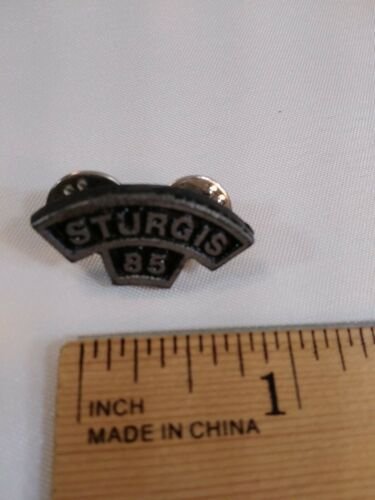 STURGIS
85
INCH 1
MADE IN CHINA